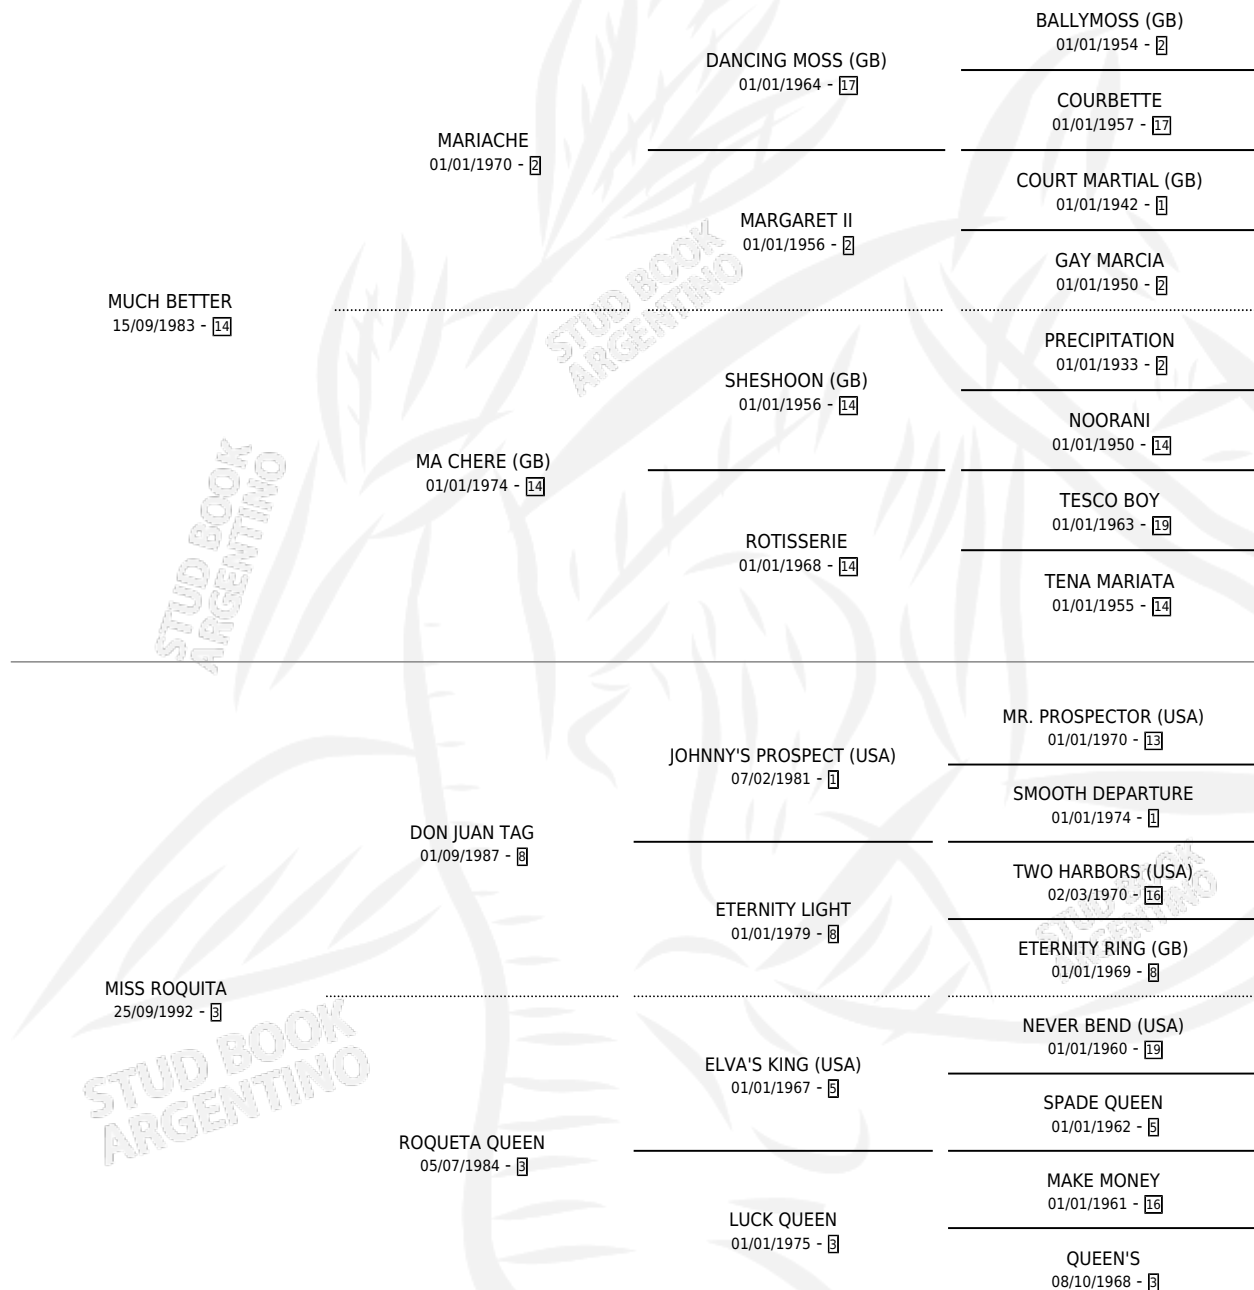 BALLYMOSS (GB)
01/01/1954 - 2
DANCING MOSS (GB)
01/01/1964 - 17
COURBETTE
01/01/1957 - 17
MARIACHE
01/01/1970 - 2
COURT MARTIAL (GB)
01/01/1942 - 1
MARGARET II
01/01/1956 - 2
GAY MARCIA
01/01/1950 - 2
MUCH BETTER
15/09/1983 - 14
PRECIPITATION
01/01/1933 - 2
SHESHOON (GB)
01/01/1956 - 14
NOORANI
01/01/1950 - 14
MA CHERE (GB)
01/01/1974 - 14
TESCO BOY
01/01/1963 - 19
ROTISSERIE
01/01/1968 - 14
TENA MARIATA
01/01/1955 - 14
MR. PROSPECTOR (USA)
01/01/1970 - 13
JOHNNY'S PROSPECT (USA)
07/02/1981 - 1
SMOOTH DEPARTURE
01/01/1974 - 1
DON JUAN TAG
01/09/1987 - 8
TWO HARBORS (USA)
02/03/1970 - 16
ETERNITY LIGHT
01/01/1979 - 8
ETERNITY RING (GB)
01/01/1969 - 8
MISS ROQUITA
25/09/1992 - 3
NEVER BEND (USA)
01/01/1960 - 19
ELVA'S KING (USA)
01/01/1967 - 5
SPADE QUEEN
01/01/1962 - 5
ROQUETA QUEEN
05/07/1984 - 3
MAKE MONEY
01/01/1961 - 16
LUCK QUEEN
01/01/1975 - 3
QUEEN'S
08/10/1968 - 3
STUD BOOK
ARGENTINO
STUD BOOK
ARGENTINO
STUD BOOK
ARGENTINO
STUD BOOK
ARGENTINO